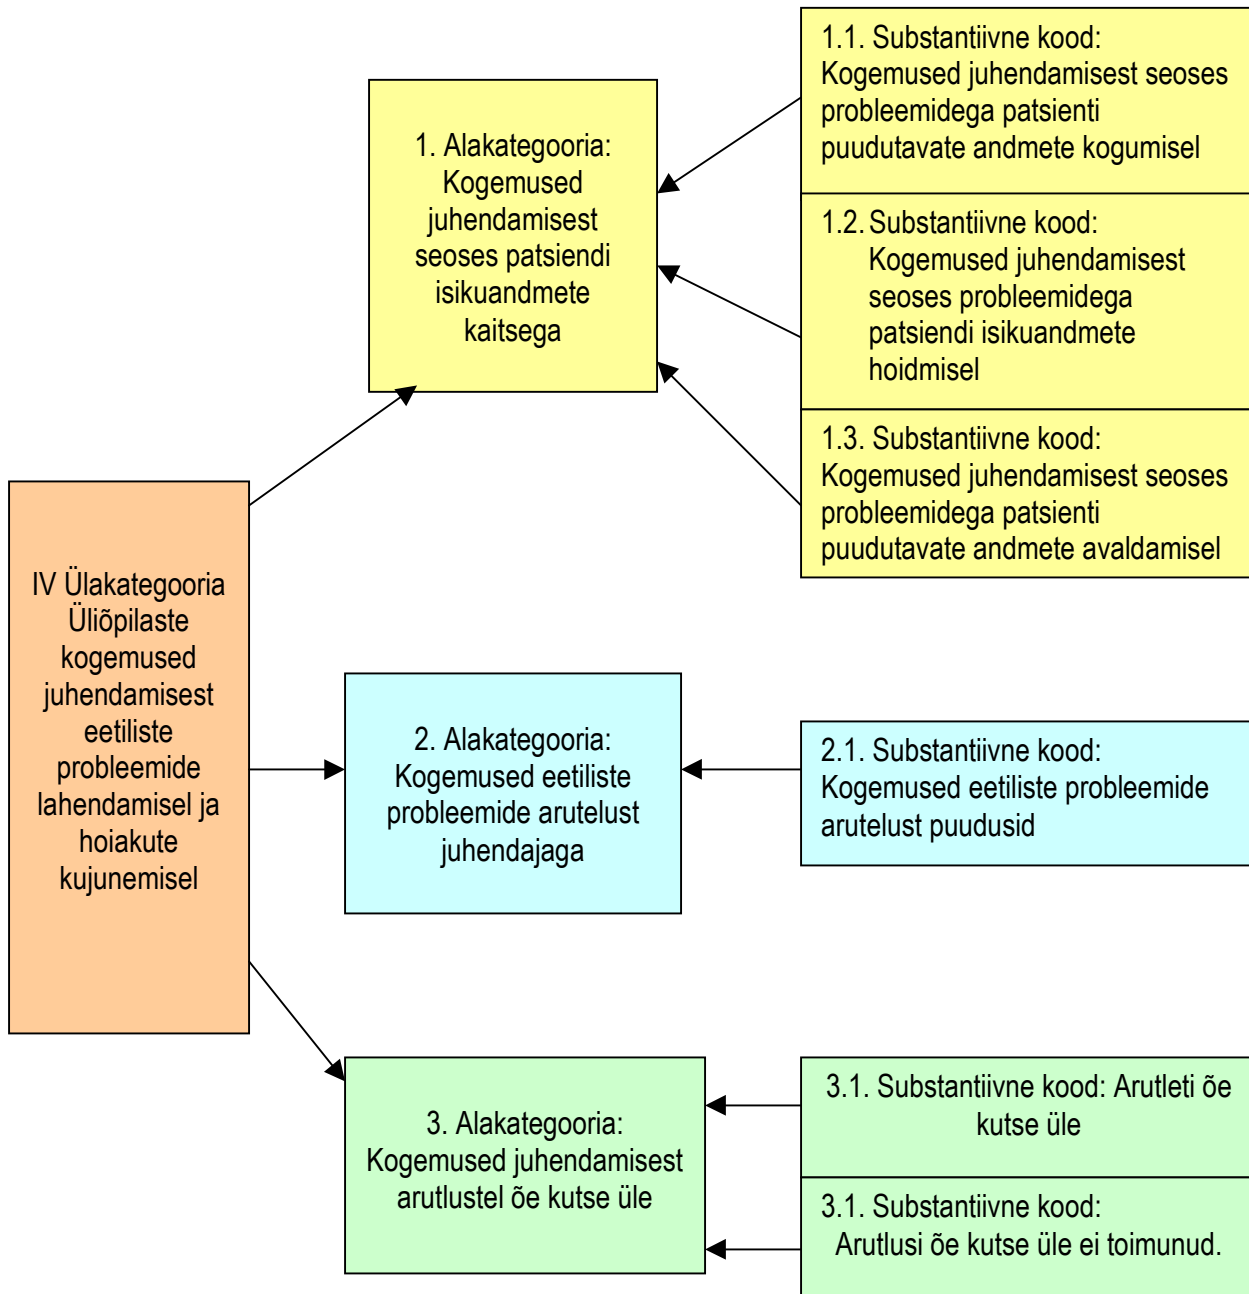 1.1. Substantiivne kood:
Kogemused juhendamisest seoses
probleemidega patsienti
puudutavate andmete kogumisel
1. Alakategooria:
Kogemused
juhendamisest
seoses patsiendi
isikuandmete
kaitsega
1.2. Substantiivne kood:
Kogemused juhendamisest
seoses probleemidega
patsiendi isikuandmete
hoidmisel
1.3. Substantiivne kood:
Kogemused juhendamisest seoses
probleemidega patsienti
puudutavate andmete avaldamisel
IV Ülakategooria
Üliõpilaste
kogemused
juhendamisest
eetiliste
probleemide
lahendamisel ja
hoiakute
kujunemisel
2. Alakategooria:
Kogemused eetiliste
probleemide arutelust
juhendajaga
2.1. Substantiivne kood:
Kogemused eetiliste probleemide
arutelust puudusid
3. Alakategooria:
Kogemused juhendamisest
arutlustel õe kutse üle
3.1. Substantiivne kood: Arutleti õe
kutse üle
3.1. Substantiivne kood:
Arutlusi õe kutse üle ei toimunud.